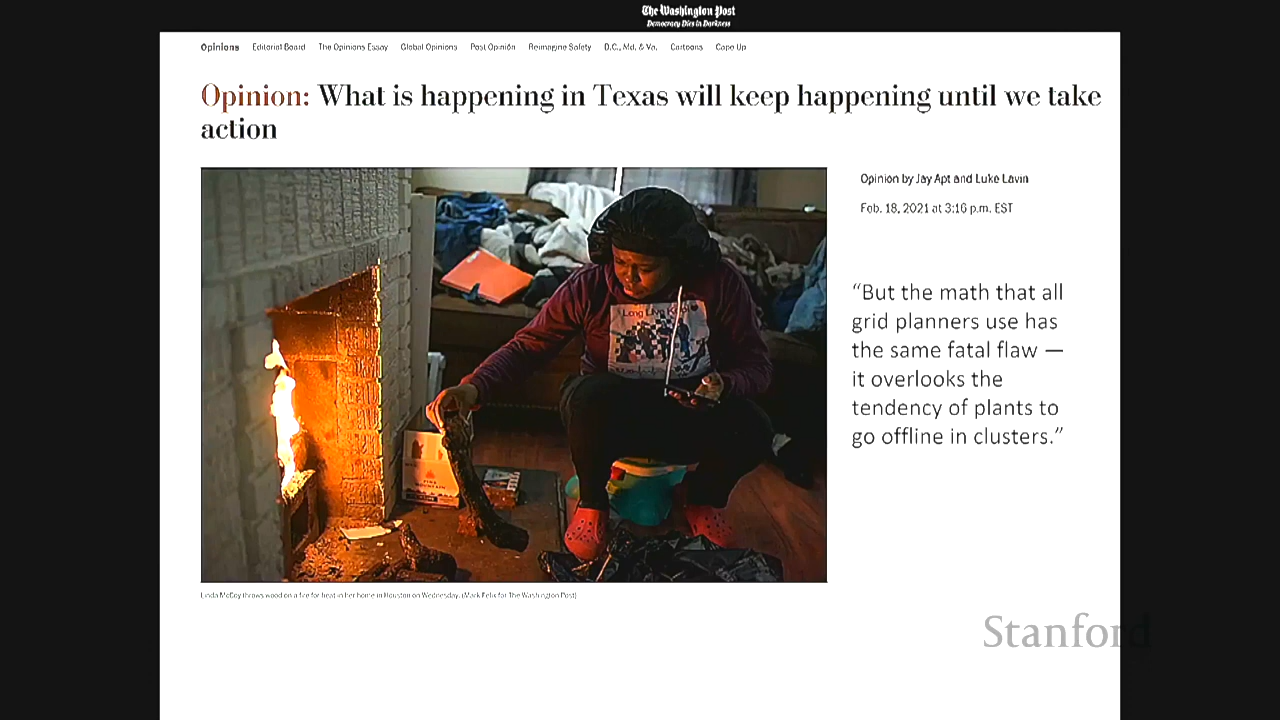 The Washington Post
Democracy Dies in Darkness
Opinions Editorial Board The Opinions Essay Global Opinions Post Opinión Reimagine Safety D.C., Md. & Va. Cartoons Cape Up
Opinion: What is happening in Texas will keep happening until we take
action
Opinion by Jay Apt and Luke Lavin
Feb. 18, 2021 at 3:16 p.m. EST
“But the math that all
grid planners use has
the same fatal flaw —
it overlooks the
tendency of plants to
go offline in clusters.”
Long Live
Linda McCoy throws wood on a fire for heat in her home in Houston on Wednesday. (Mark Felix for The Washington Post)
Stanford